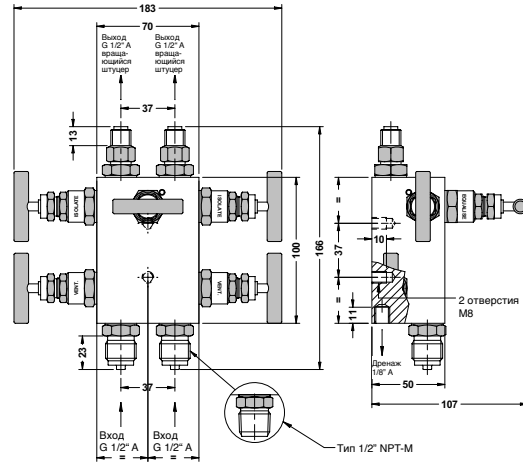 183
70
Выход
G 1/2" A
враща-
ющийся
штуцер
Выход
G 1/2" A
враща-
ющийся
штуцер
37
13
ISOLATE
ISOLATE
EQUALISE
=
10
37
100
166
VENT.
VENT.
=
2 отверстия
M8
11
23
Дренаж
1/8" A
37
50
107
Вход
G 1/2" A
=
Вход
G 1/2" A
=
Тип 1/2" NPT-M